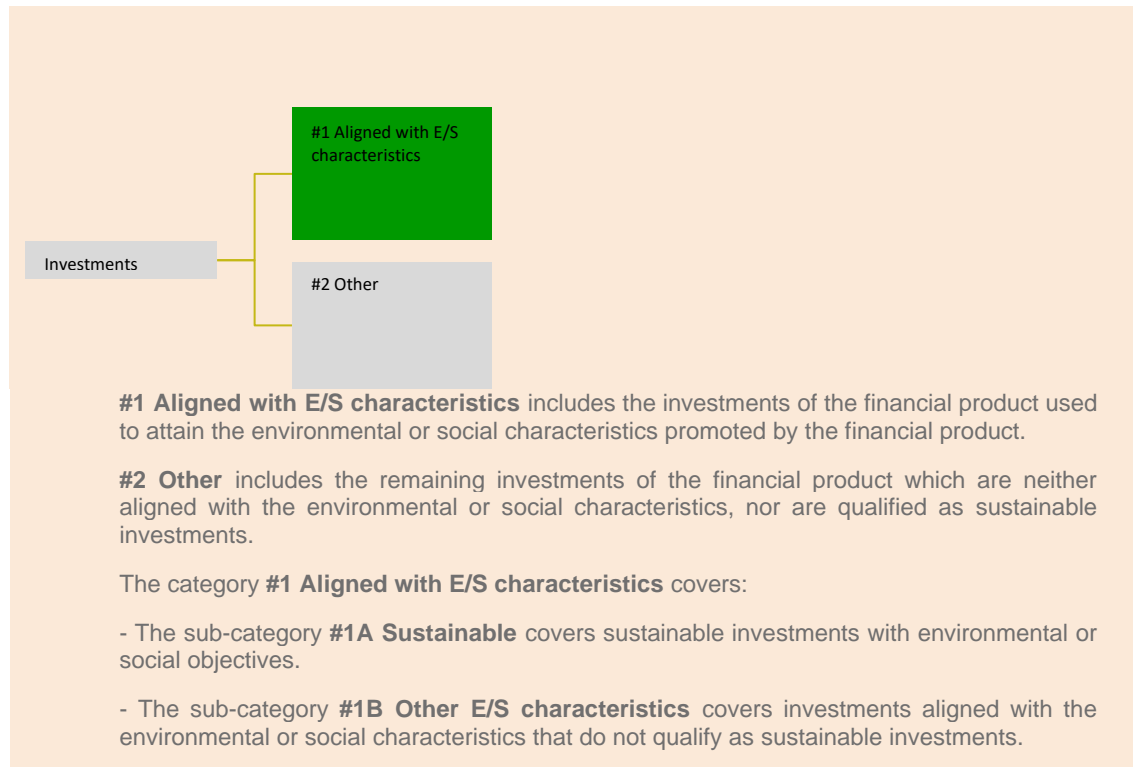 #1 Aligned with E/S
characteristics
Investments
#2 Other
#1 Aligned with E/S characteristics includes the investments of the financial product used
to attain the environmental or social characteristics promoted by the financial product.
#2 Other includes the remaining investments of the financial product which are neither
aligned with the environmental or social characteristics, nor are qualified as sustainable
investments.
The category #1 Aligned with E/S characteristics covers:
- The sub-category #1A Sustainable covers sustainable investments with environmental or
social objectives.
- The sub-category #1B Other E/S characteristics covers investments aligned with the
environmental or social characteristics that do not qualify as sustainable investments.